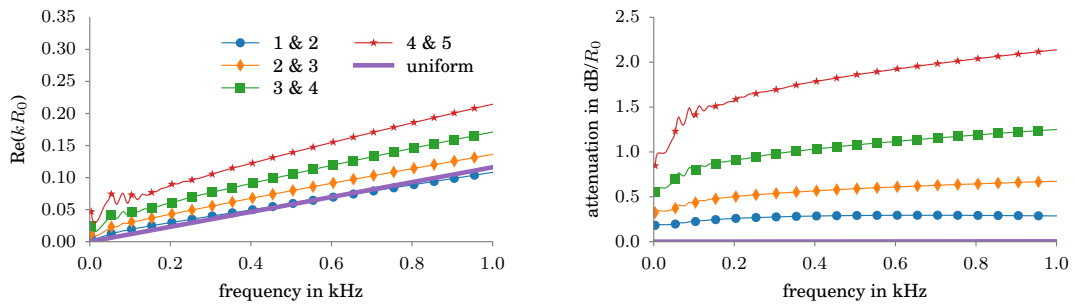 0.35
0.30
0.25
0.20
0.15
0.10
0.05
0.00
Re(kR₀)
0.0 0.2 0.4 0.6 0.8 1.0
frequency in kHz
1 & 2
2 & 3
3 & 4
4 & 5
uniform
2.5
2.0
1.5
1.0
0.5
0.0
attenuation in dB/R₀
0.0 0.2 0.4 0.6 0.8 1.0
frequency in kHz